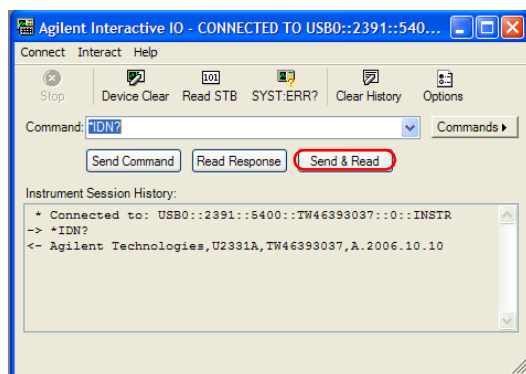 Agilent Interactive IO - CONNECTED TO USB0::2391::540...
Connect Interact Help
Stop Device Clear Read STB SYST:ERR? Clear History Options
Command: *IDN? Commands
Send Command Read Response Send & Read
Instrument Session History:
* Connected to: USB0::2391::5400::TW46393037::0::INSTR
-> *IDN?
<- Agilent Technologies,U2331A,TW46393037,A.2006.10.10